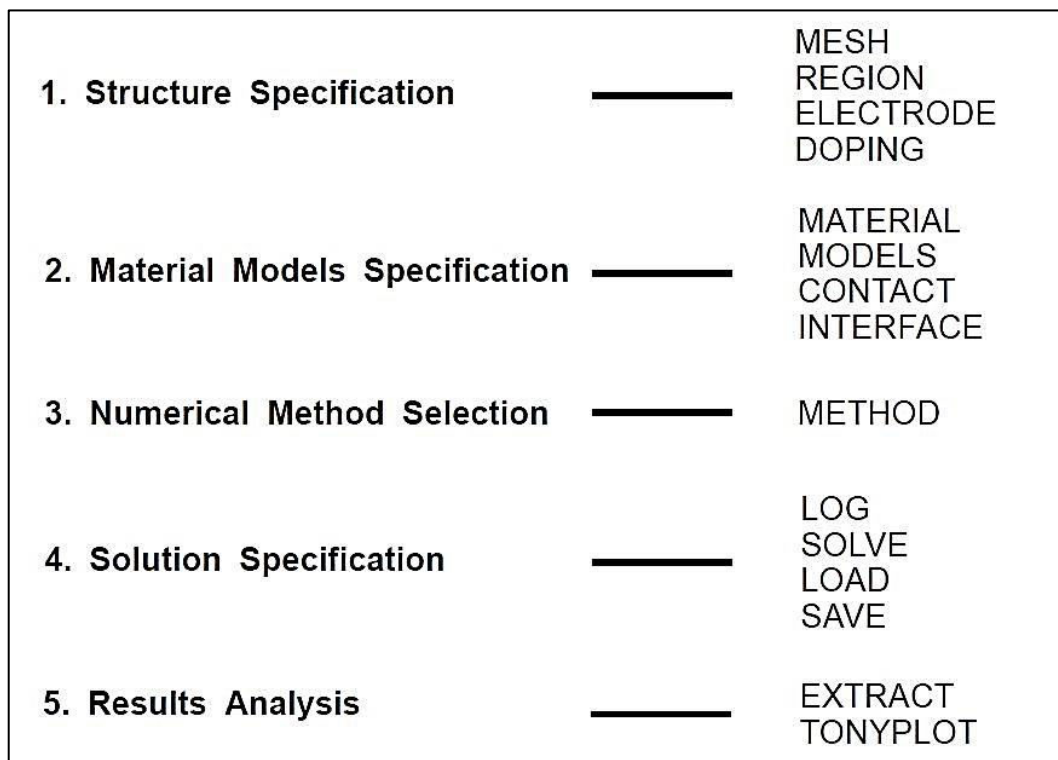 1. Structure Specification
MESH
REGION
ELECTRODE
DOPING
2. Material Models Specification
MATERIAL
MODELS
CONTACT
INTERFACE
3. Numerical Method Selection
METHOD
4. Solution Specification
LOG
SOLVE
LOAD
SAVE
5. Results Analysis
EXTRACT
TONYPLOT